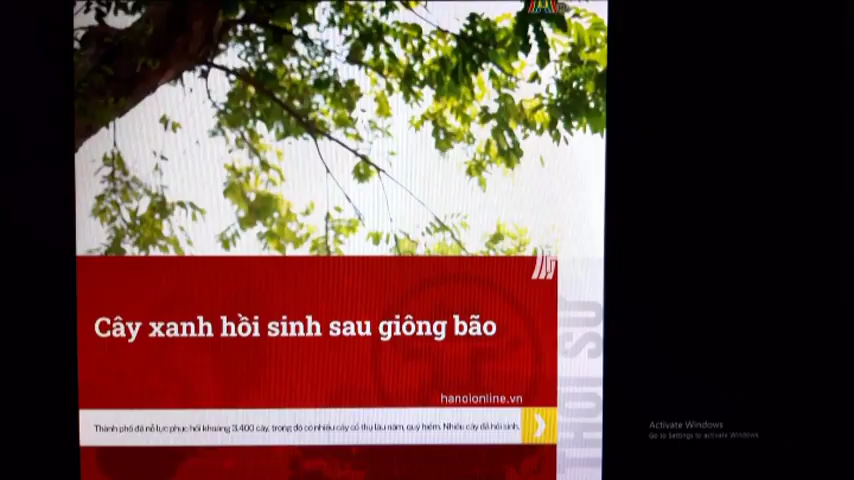 Cây xanh hồi sinh sau giông bão
hanoionline.vn
Thành phố đã nỗ lực phục hồi khoảng 3.400 cây, trong đó có nhiều cây cổ thụ lâu năm, quý hiếm. Nhiều cây đã hồi sinh.
THỜI SỰ
Activate Windows
Go to Settings to activate Windows.